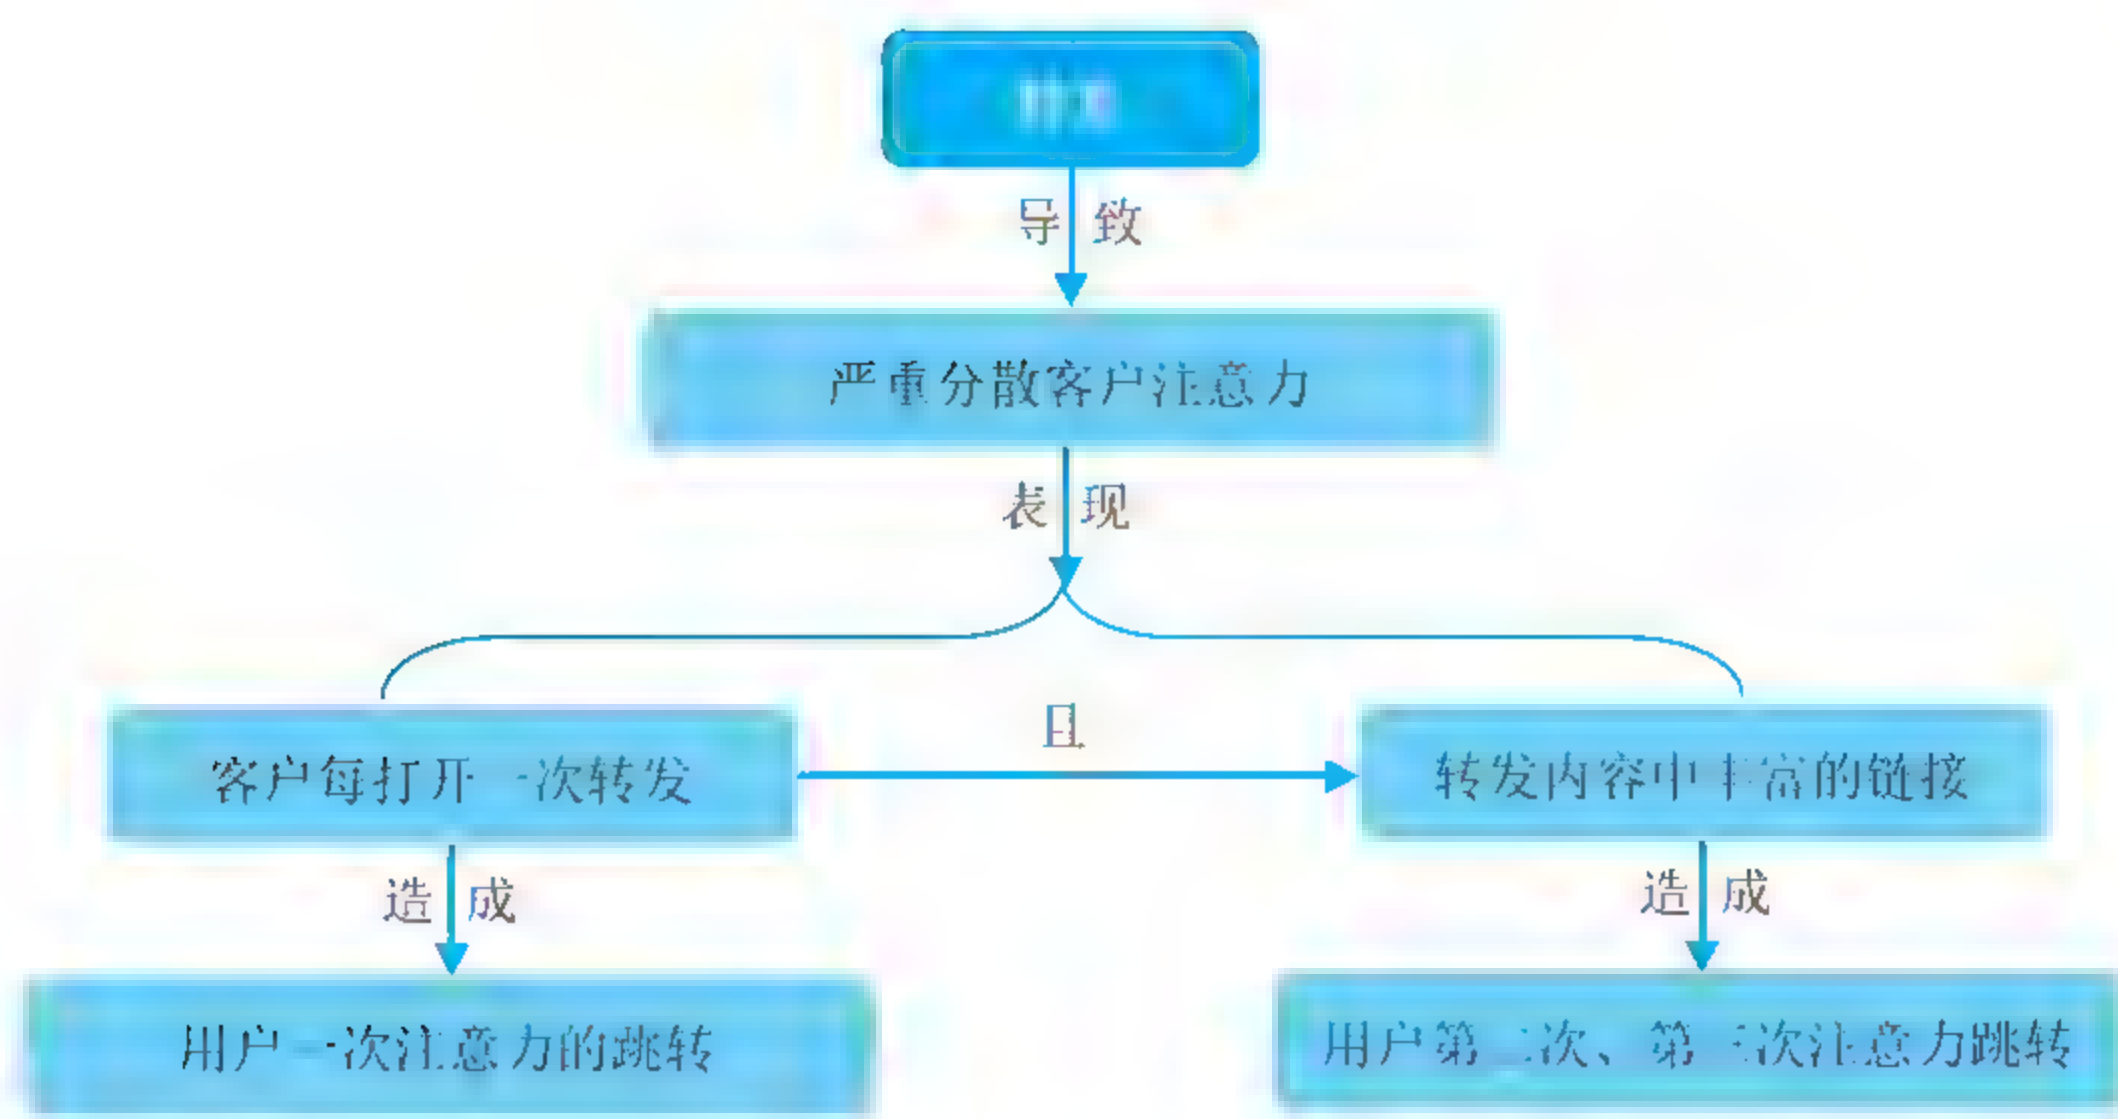 导致
严重分散客户注意力
表现
客户每打开一次转发
且
转发内容中丰富的链接
造成
造成
用户一次注意力的跳转
用户第二次、第三次注意力跳转